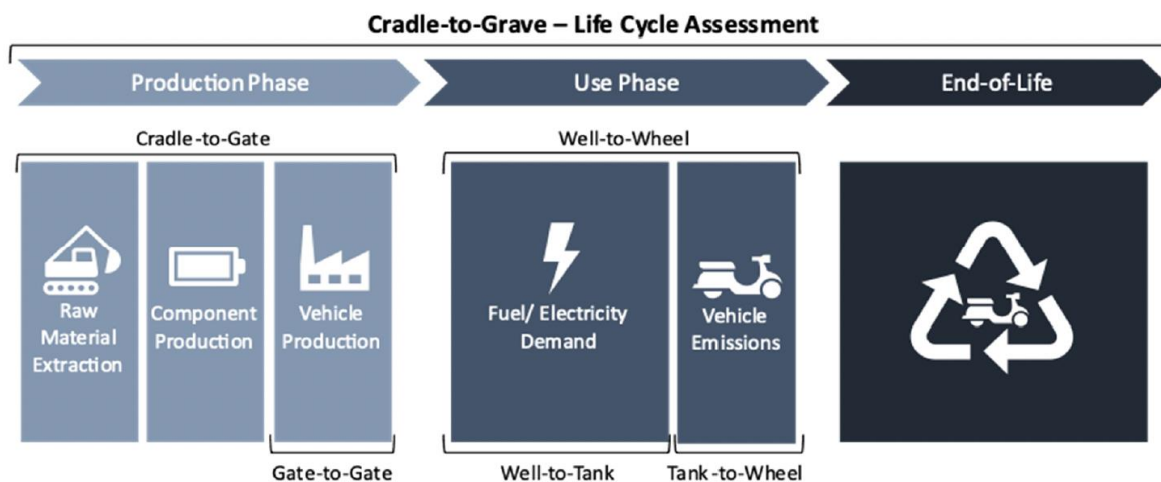 Cradle-to-Grave – Life Cycle Assessment
Production Phase
Use Phase
End-of-Life
Cradle-to-Gate
Well-to-Wheel
Raw
Material
Extraction
Component
Production
Vehicle
Production
Fuel/ Electricity
Demand
Vehicle
Emissions
Gate-to-Gate
Well-to-Tank
Tank-to-Wheel